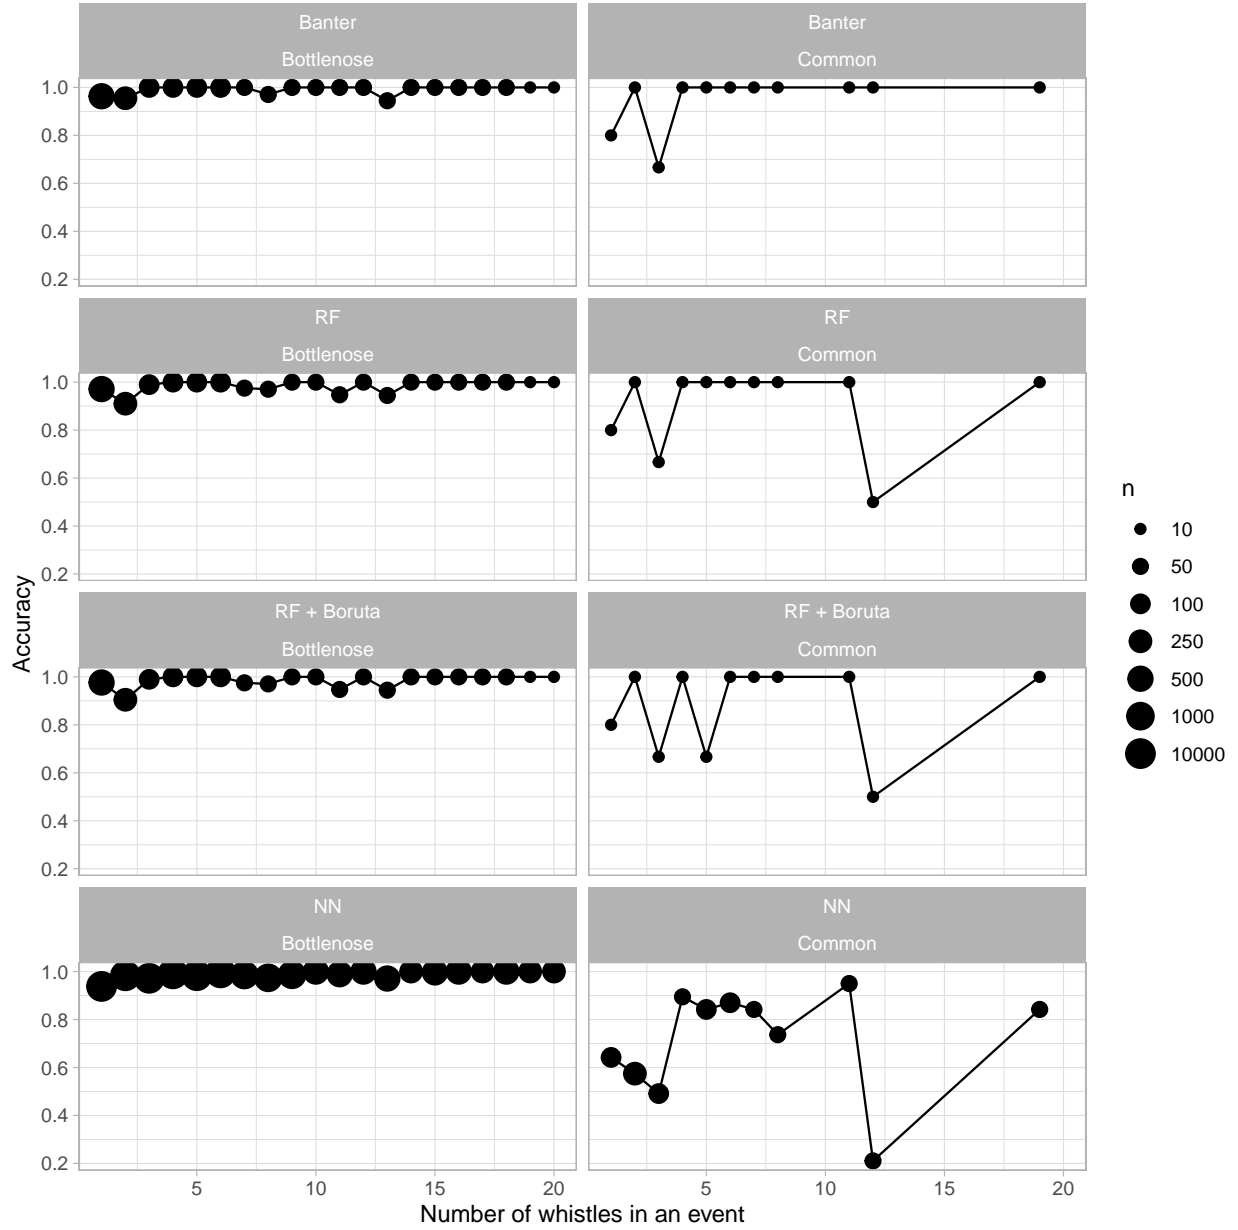 Banter
Bottlenose
Banter
Common
1.0
0.8
0.6
0.4
0.2
RF
Bottlenose
RF
Common
1.0
0.8
0.6
0.4
0.2
RF + Boruta
Bottlenose
RF + Boruta
Common
1.0
0.8
0.6
0.4
0.2
NN
Bottlenose
NN
Common
1.0
0.8
0.6
0.4
0.2
5 10 15 20
5 10 15 20
Number of whistles in an event
Accuracy
n
10
50
100
250
500
1000
10000